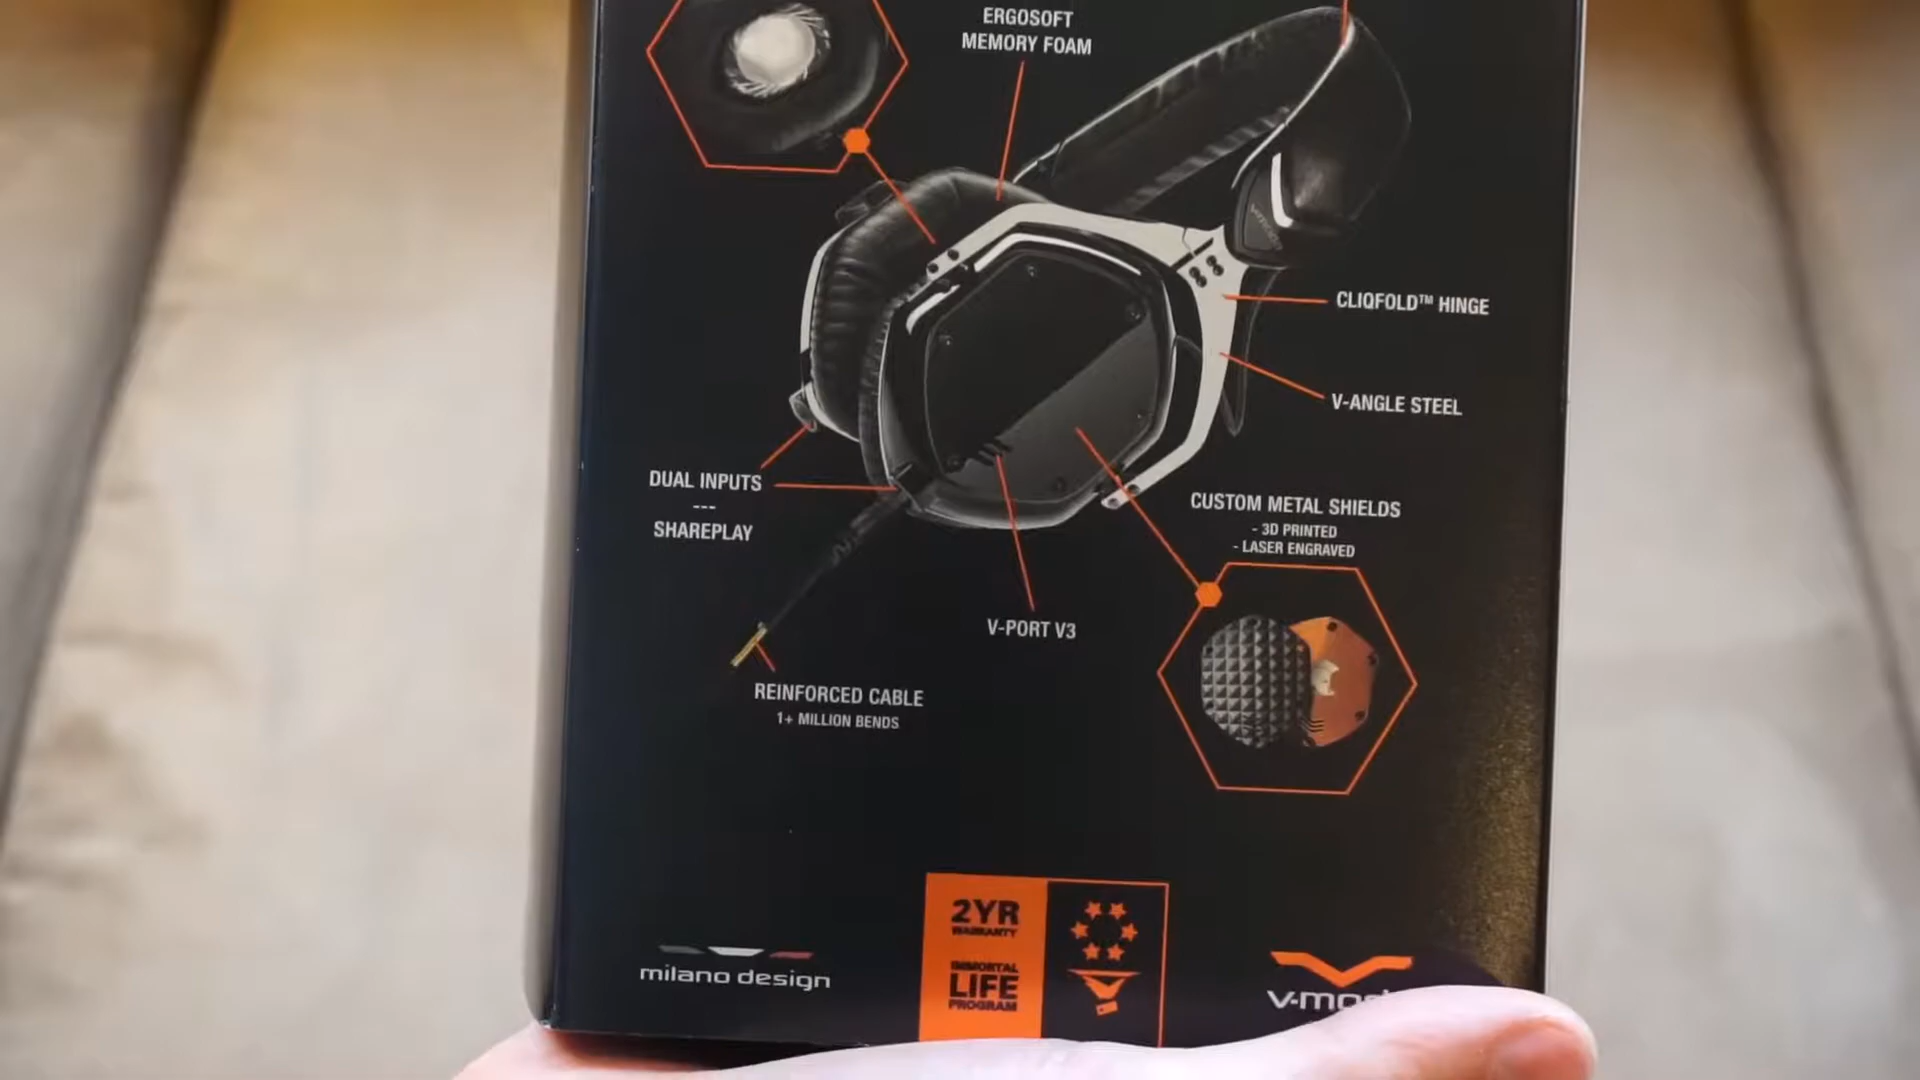 ERGOSOFT
MEMORY FOAM
CLIQFOLD™ HINGE
V-ANGLE STEEL
DUAL INPUTS
---
SHAREPLAY
CUSTOM METAL SHIELDS
- 3D PRINTED
- LASER ENGRAVED
V-PORT V3
REINFORCED CABLE
1+ MILLION BENDS
2YR
WARRANTY
IMMORTAL
LIFE
PROGRAM
milano design
v-mo